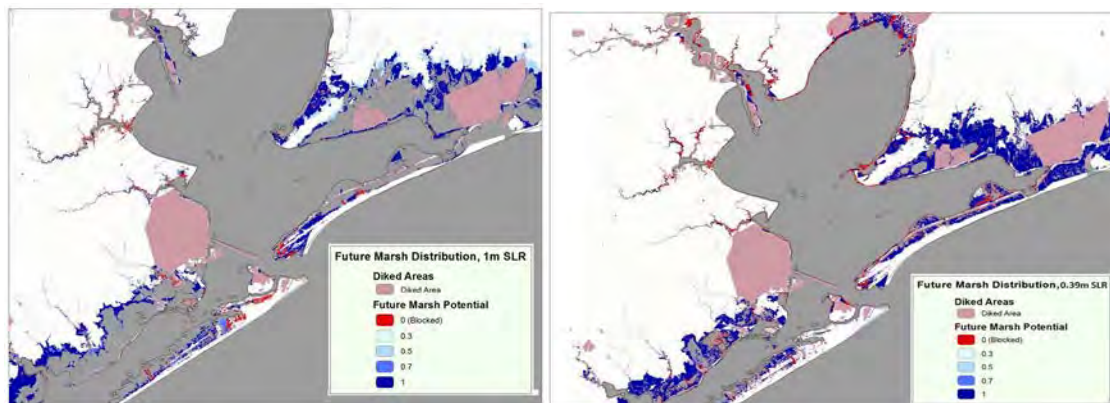 Future Marsh Distribution, 1m SLR
Diked Areas
Diked Area
Future Marsh Potential
0 (Blocked)
0.3
0.5
0.7
1
Future Marsh Distribution, 0.39m SLR
Diked Areas
Diked Area
Future Marsh Potential
0 (Blocked)
0.3
0.5
0.7
1